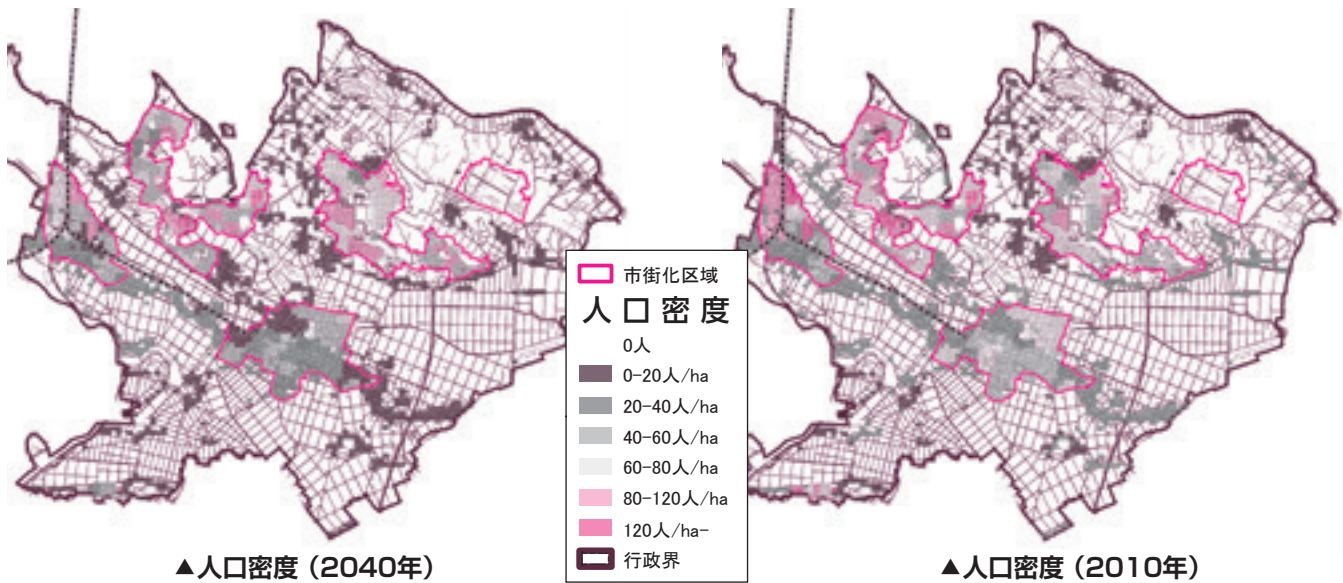 市街化区域
人口密度
0人
0-20人/ha
20-40人/ha
40-60人/ha
60-80人/ha
80-120人/ha
120人/ha-
行政界
▲人口密度（2040年）
▲人口密度（2010年）